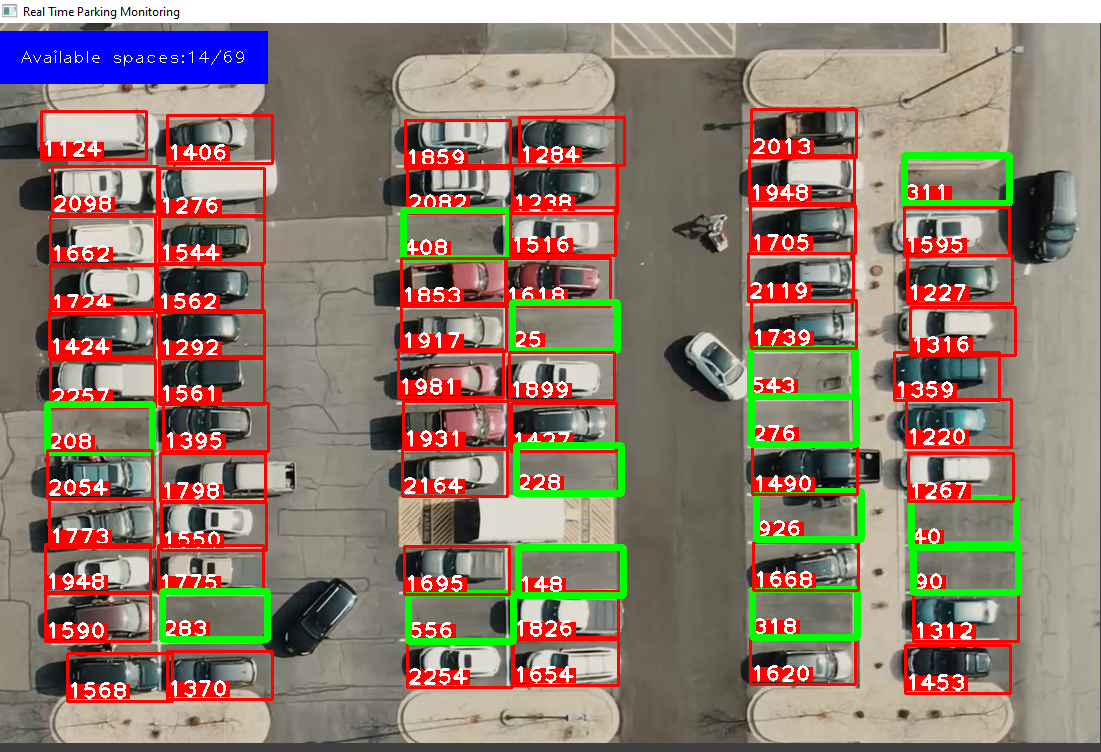 Real Time Parking Monitoring
Available spaces:14/69
1124 1406 1859 1284 2013
2098 1276 2082 1238 1948 311
1662 1544 408 1516 1705 1595
1724 1562 1853 1618 2119 1227
1424 1292 1917 25 1739 1316
2257 1561 1981 1899 543 1359
208 1395 1931 1427 276 1220
2054 1798 2164 228 1490 1267
1773 1550 926 40
1948 1775 1695 148 1668 90
1590 283 556 1826 318 1312
1568 1370 2254 1654 1620 1453